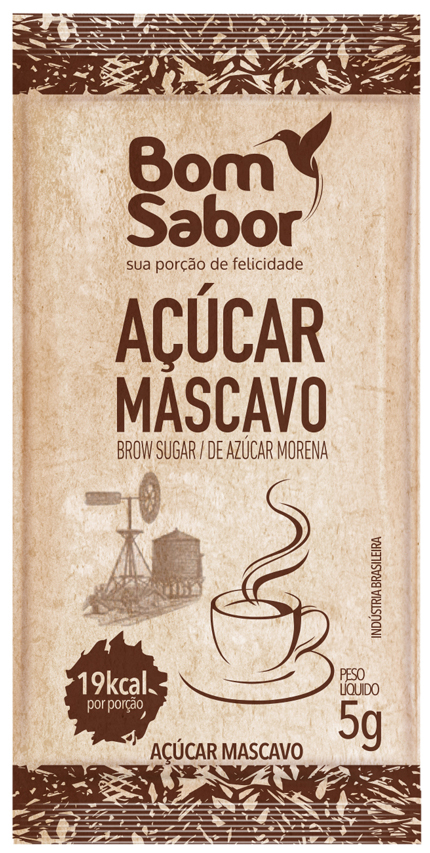 Bom
Sabor
sua porção de felicidade
AÇÚCAR
MASCAVO
BROW SUGAR / DE AZÚCAR MORENA
INDÚSTRIA BRASILEIRA
19kcal
por porção
PESO
LÍQUIDO
5g
AÇÚCAR MASCAVO